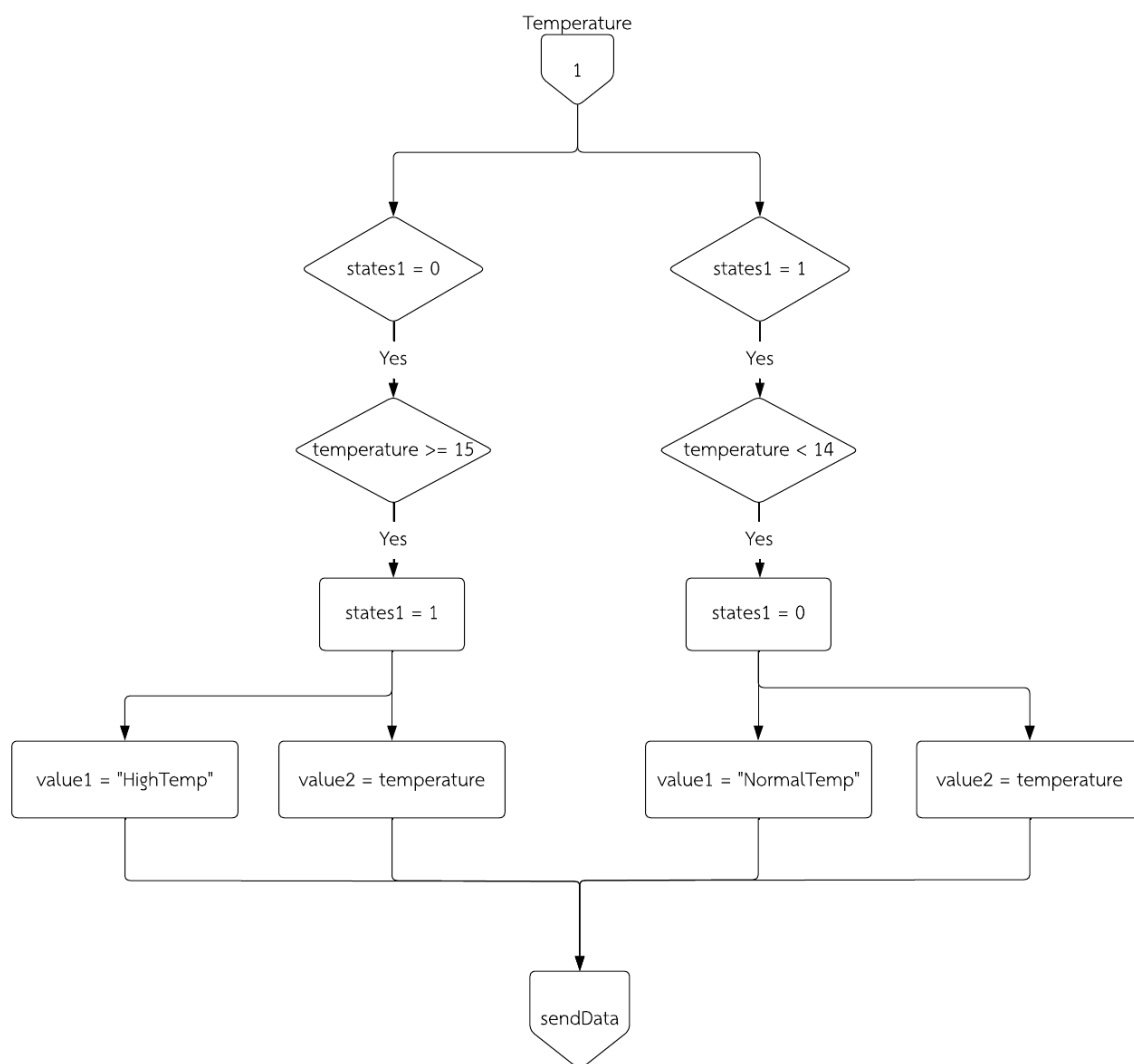 Temperature
1
states1 = 0
states1 = 1
Yes
Yes
temperature >= 15
temperature < 14
Yes
Yes
states1 = 1
states1 = 0
value1 = "HighTemp"
value2 = temperature
value1 = "NormalTemp"
value2 = temperature
sendData